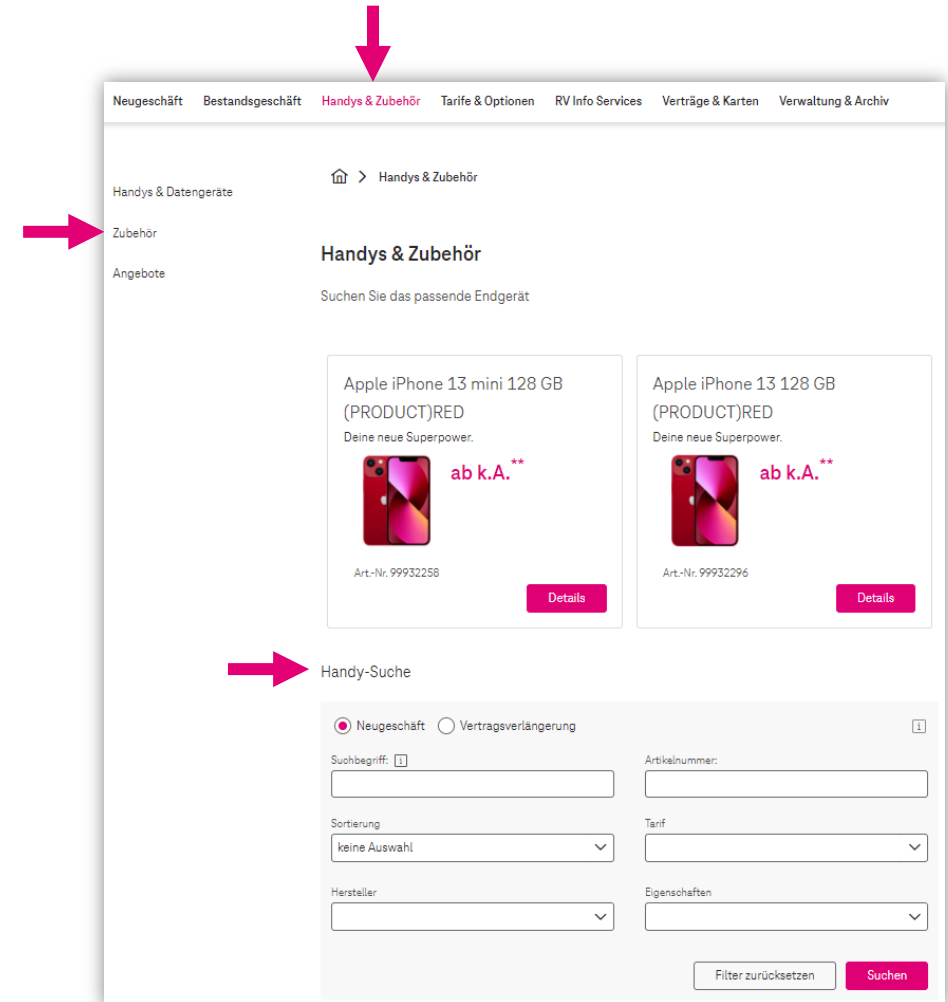 Neugeschäft Bestandsgeschäft Handys & Zubehör Tarife & Optionen RV Info Services Verträge & Karten Verwaltung & Archiv
Handys & Zubehör
Handys & Datengeräte
Zubehör
Angebote
Handys & Zubehör
Suchen Sie das passende Endgerät
Apple iPhone 13 mini 128 GB
(PRODUCT)RED
Deine neue Superpower.
ab k.A.**
Art.-Nr. 99932258
Details
Apple iPhone 13 128 GB
(PRODUCT)RED
Deine neue Superpower.
ab k.A.**
Art.-Nr. 99932296
Details
Handy-Suche
Neugeschäft Vertragsverlängerung i
Suchbegriff: i Artikelnummer:
Sortierung Tarif
keine Auswahl
Hersteller Eigenschaften
Filter zurücksetzen Suchen